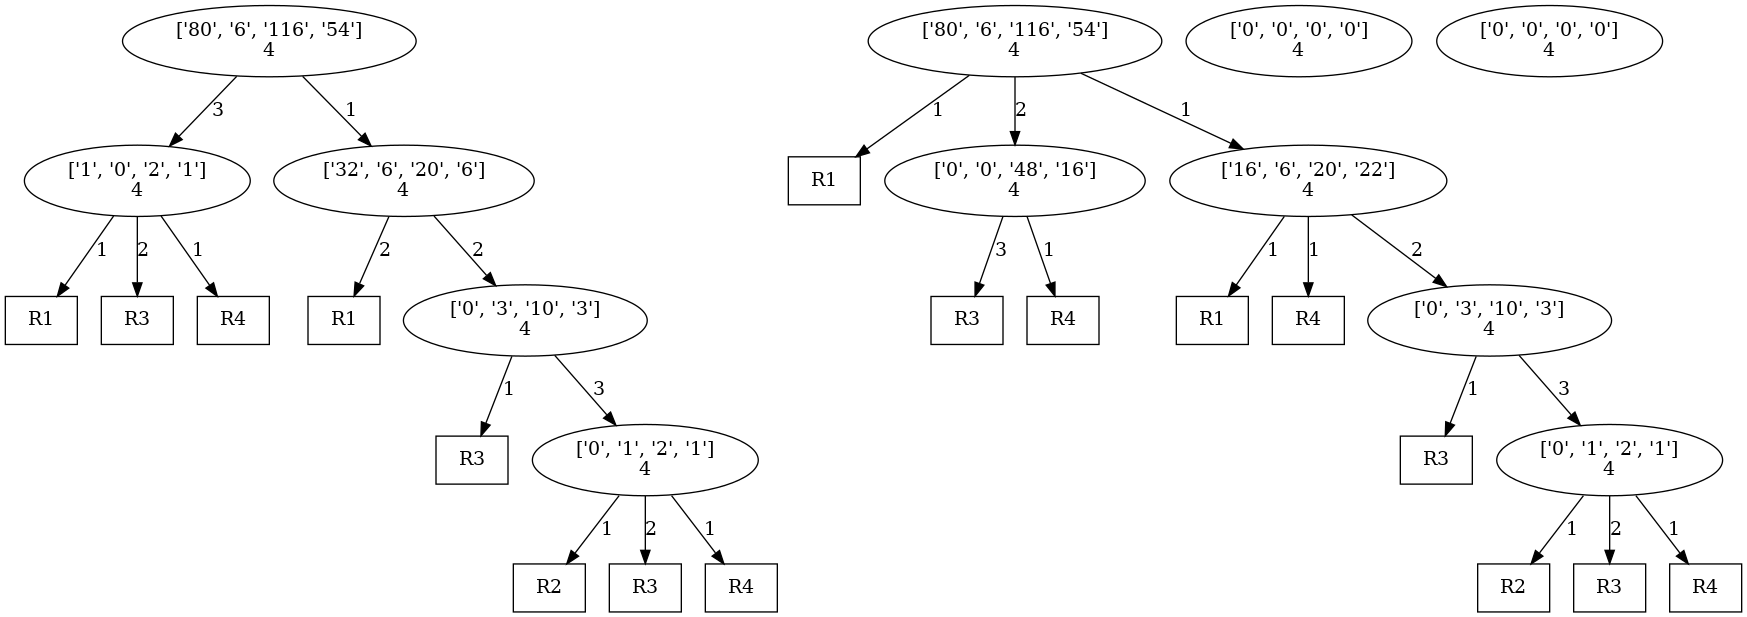 ['80', '6', '116', '54']
4
['80', '6', '116', '54']
4
['0', '0', '0', '0']
4
['0', '0', '0', '0']
4
3
1
1
2
1
['1', '0', '2', '1']
4
['32', '6', '20', '6']
4
R1
['0', '0', '48', '16']
4
['16', '6', '20', '22']
4
1
2
1
2
2
3
1
1
1
2
R1
R3
R4
R1
['0', '3', '10', '3']
4
R3
R4
R1
R4
['0', '3', '10', '3']
4
1
3
1
3
R3
['0', '1', '2', '1']
4
R3
['0', '1', '2', '1']
4
1
2
1
1
2
1
R2
R3
R4
R2
R3
R4